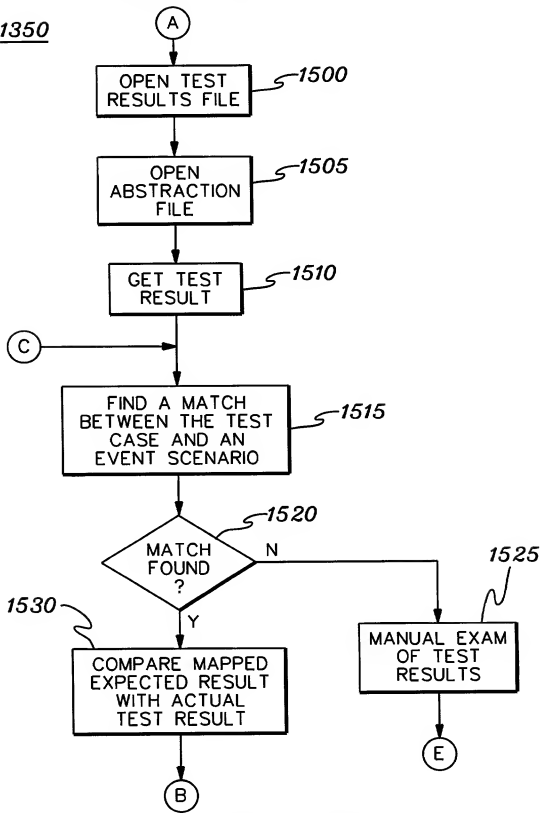 1350
A
OPEN TEST
RESULTS FILE
1500
OPEN
ABSTRACTION
FILE
1505
GET TEST
RESULT
1510
C
FIND A MATCH
BETWEEN THE TEST
CASE AND AN
EVENT SCENARIO
1515
MATCH
FOUND
?
1520
N
Y
1525
MANUAL EXAM
OF TEST
RESULTS
E
1530
COMPARE MAPPED
EXPECTED RESULT
WITH ACTUAL
TEST RESULT
B